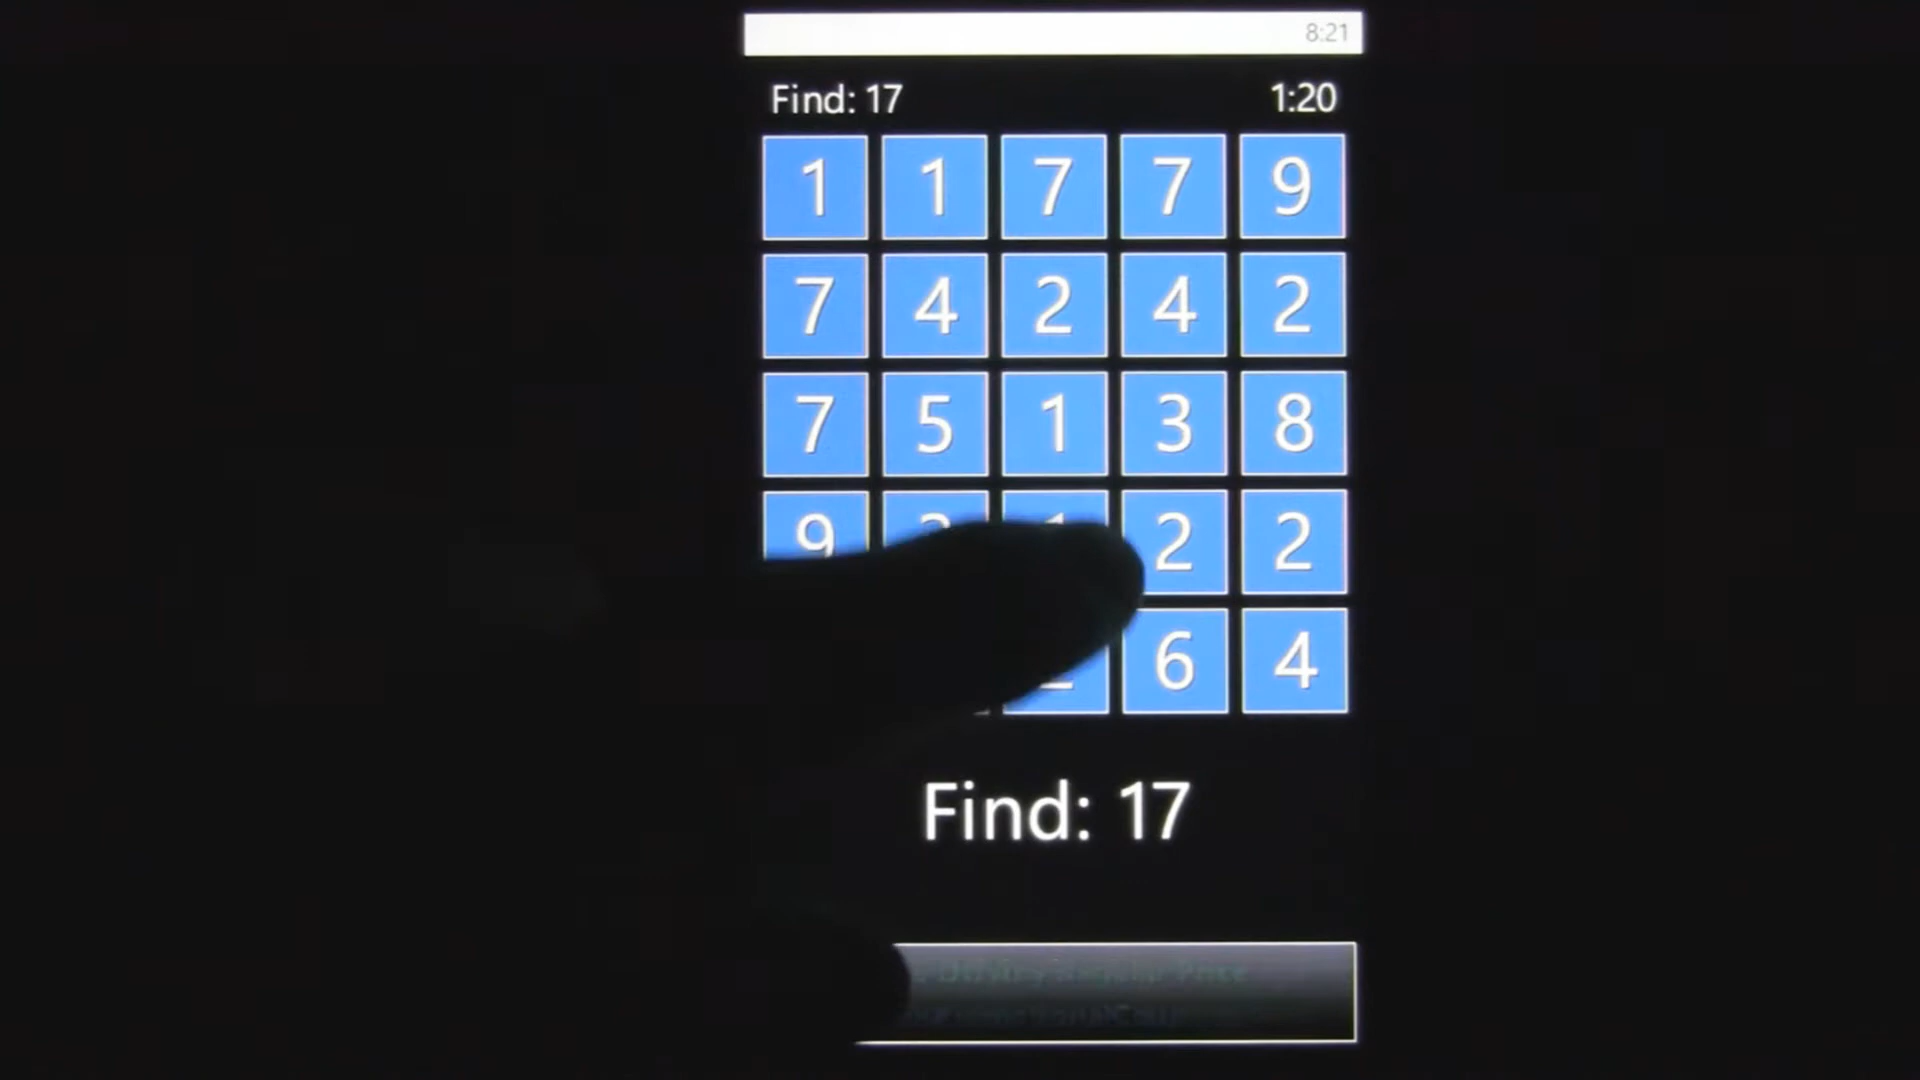 8:21
Find: 17 1:20
1 1 7 7 9
7 4 2 4 2
7 5 1 3 8
9 2 2
6 4
Find: 17